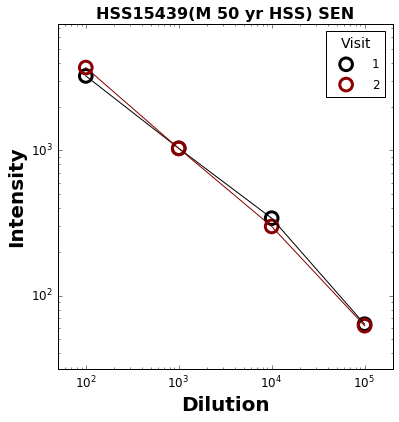 HSS15439(M 50 yr HSS) SEN
Visit
1
2
Intensity
10³
10²
10² 10³ 10⁴ 10⁵
Dilution